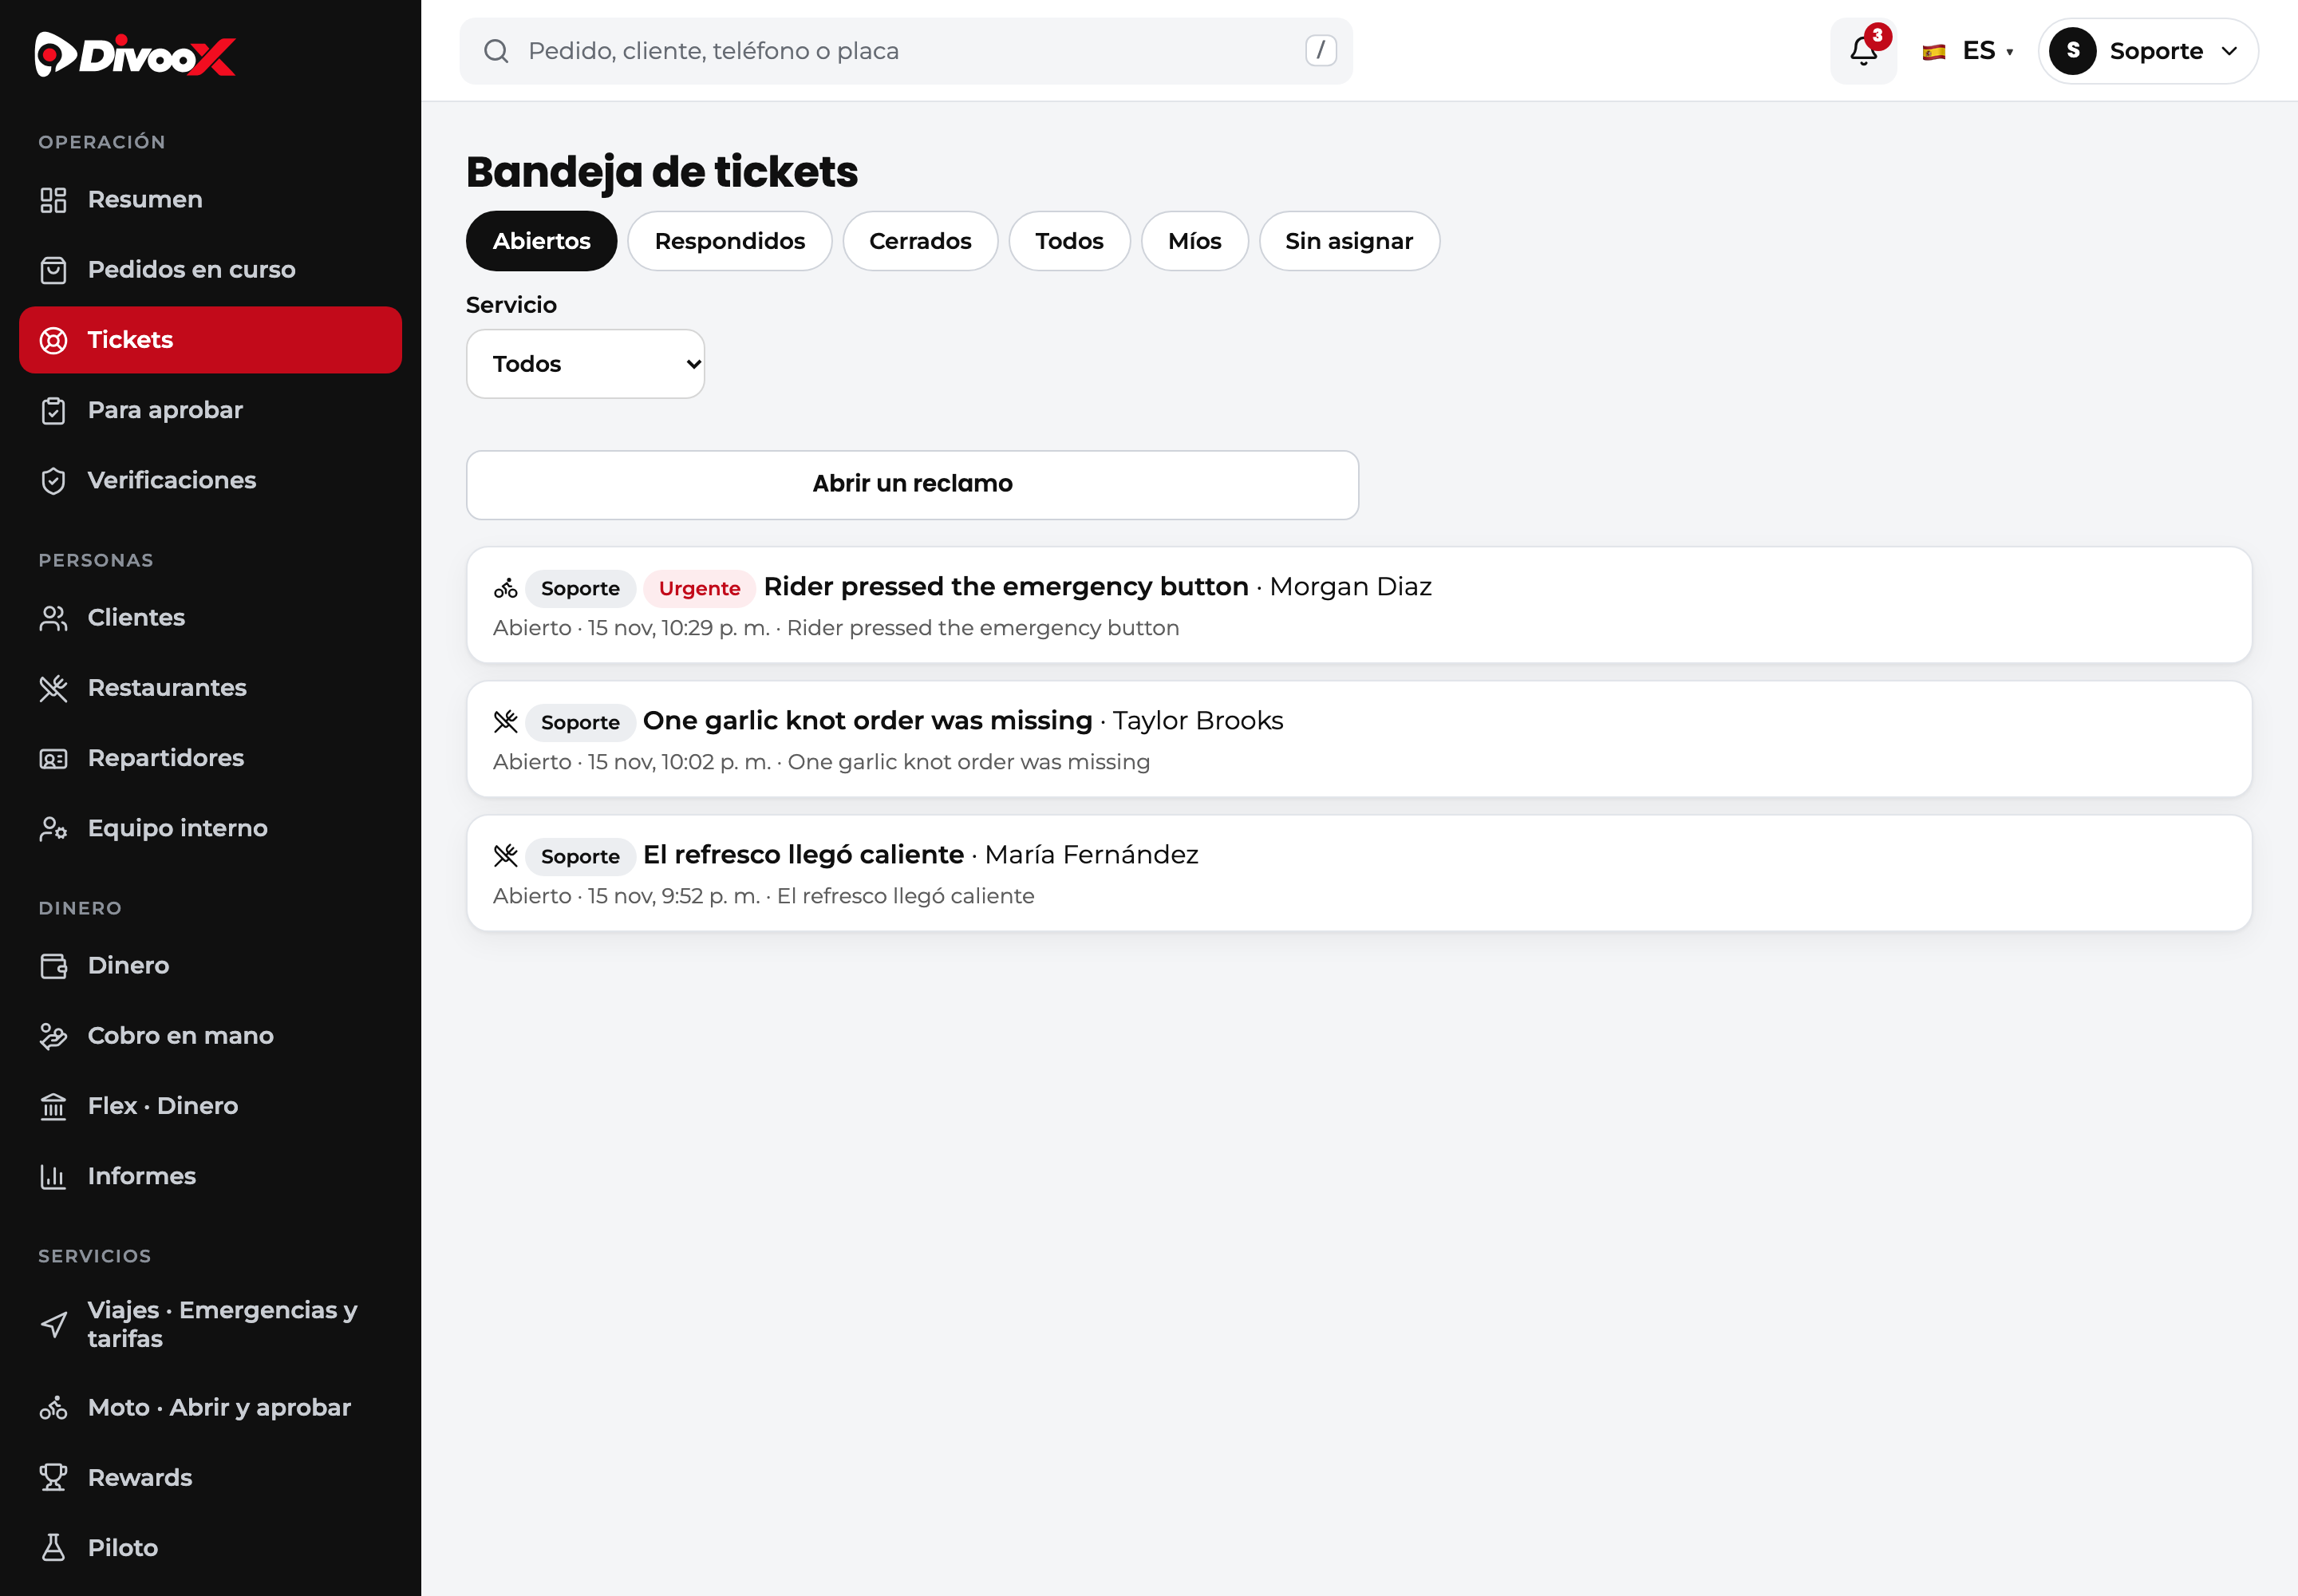 DivooX
OPERACIÓN
Resumen
Pedidos en curso
Tickets
Para aprobar
Verificaciones
PERSONAS
Clientes
Restaurantes
Repartidores
Equipo interno
DINERO
Dinero
Cobro en mano
Flex · Dinero
Informes
SERVICIOS
Viajes · Emergencias y
tarifas
Moto · Abrir y aprobar
Rewards
Piloto
Pedido, cliente, teléfono o placa
/
3
ES
S
Soporte
Bandeja de tickets
Abiertos
Respondidos
Cerrados
Todos
Míos
Sin asignar
Servicio
Todos
Abrir un reclamo
Soporte Urgente Rider pressed the emergency button · Morgan Diaz
Abierto · 15 nov, 10:29 p. m. · Rider pressed the emergency button
Soporte One garlic knot order was missing · Taylor Brooks
Abierto · 15 nov, 10:02 p. m. · One garlic knot order was missing
Soporte El refresco llegó caliente · María Fernández
Abierto · 15 nov, 9:52 p. m. · El refresco llegó caliente